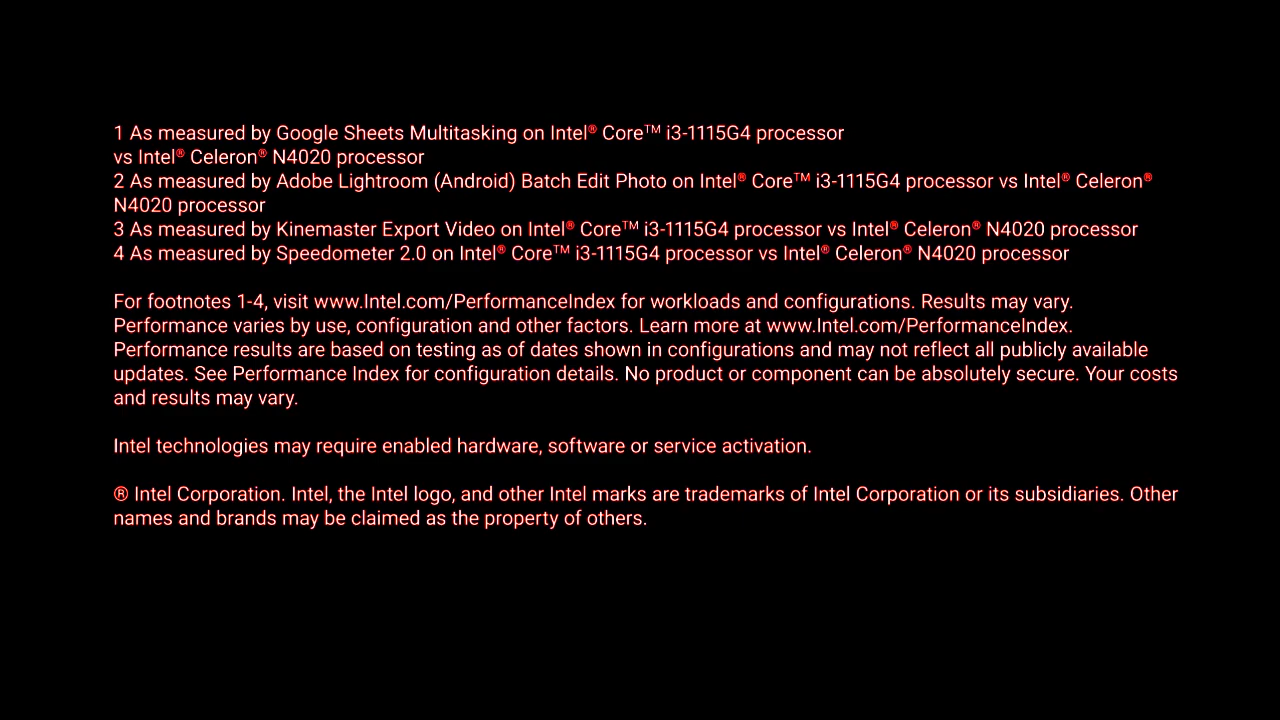 1 As measured by Google Sheets Multitasking on Intel® Core™ i3-1115G4 processor
vs Intel® Celeron® N4020 processor
2 As measured by Adobe Lightroom (Android) Batch Edit Photo on Intel® Core™ i3-1115G4 processor vs Intel® Celeron®
N4020 processor
3 As measured by Kinemaster Export Video on Intel® Core™ i3-1115G4 processor vs Intel® Celeron® N4020 processor
4 As measured by Speedometer 2.0 on Intel® Core™ i3-1115G4 processor vs Intel® Celeron® N4020 processor
For footnotes 1-4, visit www.Intel.com/PerformanceIndex for workloads and configurations. Results may vary.
Performance varies by use, configuration and other factors. Learn more at www.Intel.com/PerformanceIndex.
Performance results are based on testing as of dates shown in configurations and may not reflect all publicly available
updates. See Performance Index for configuration details. No product or component can be absolutely secure. Your costs
and results may vary.
Intel technologies may require enabled hardware, software or service activation.
® Intel Corporation. Intel, the Intel logo, and other Intel marks are trademarks of Intel Corporation or its subsidiaries. Other
names and brands may be claimed as the property of others.